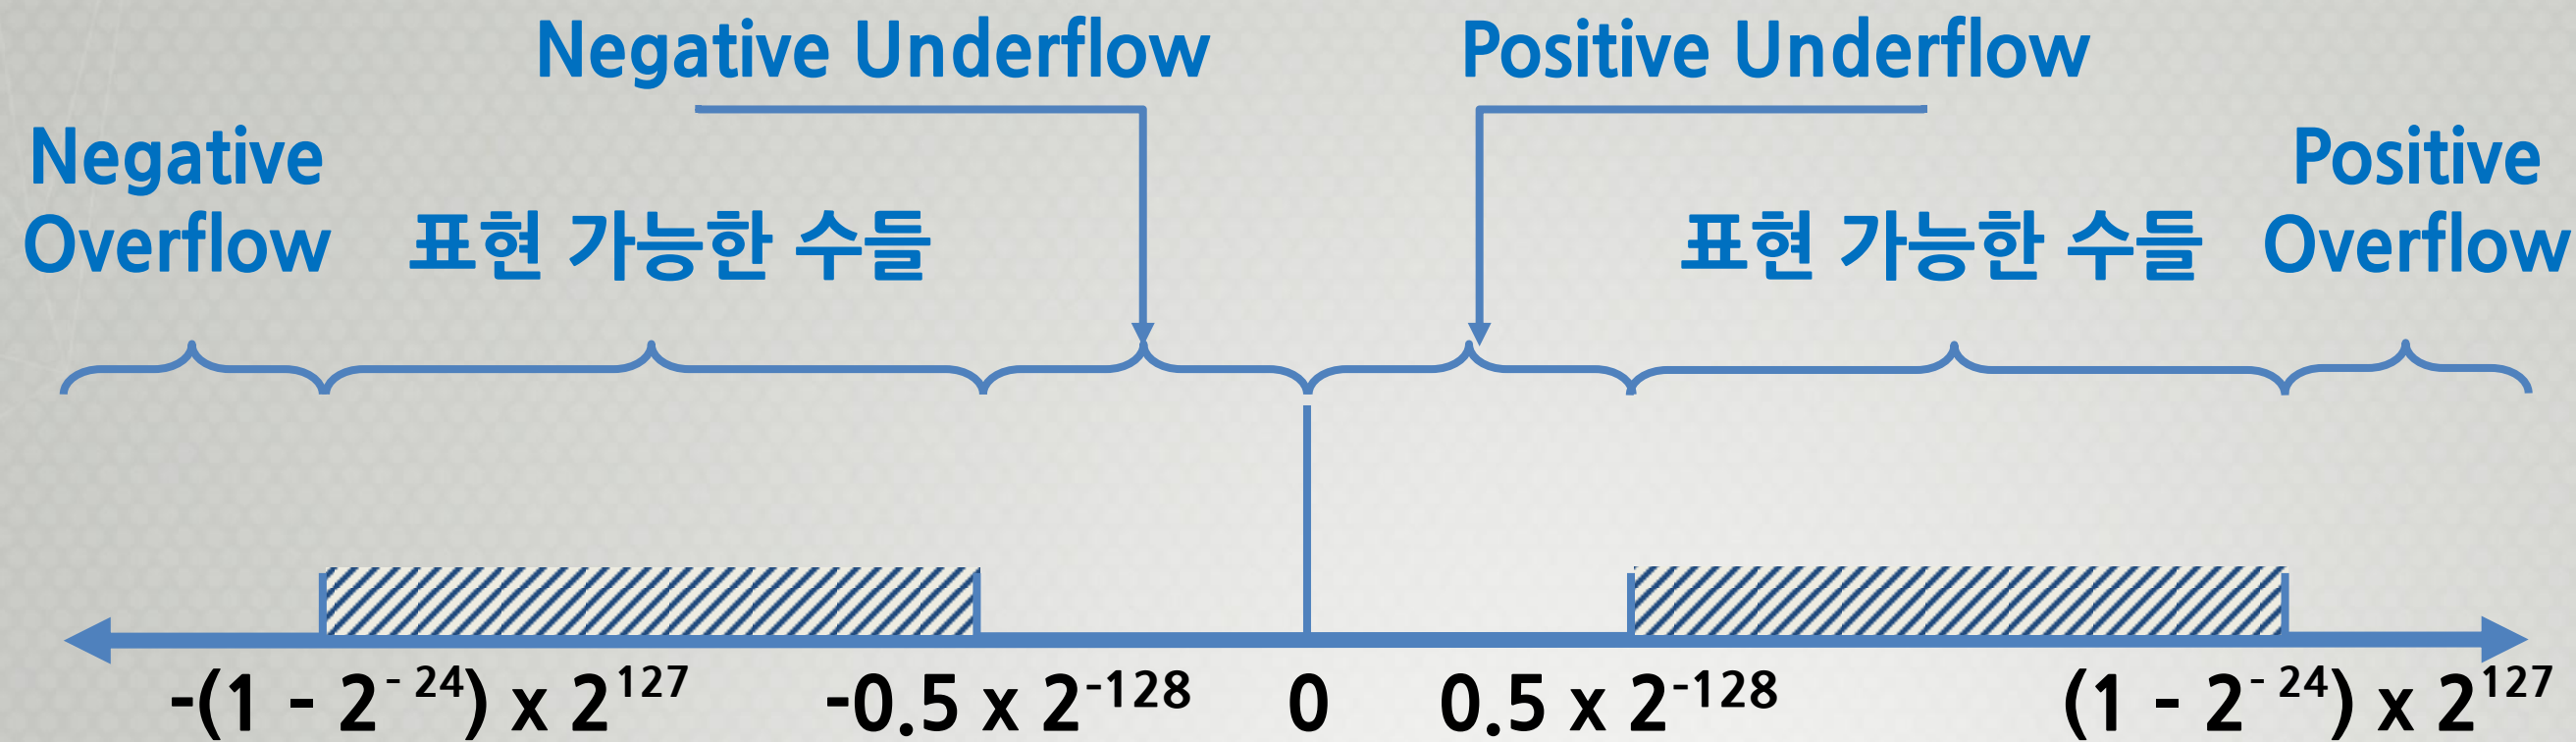 Negative Underflow
Positive Underflow
Negative
Overflow
표현 가능한 수들
표현 가능한 수들
Positive
Overflow
-(1 - 2⁻ ²⁴) x 2¹²⁷
-0.5 x 2⁻¹²⁸
0
0.5 x 2⁻¹²⁸
(1 - 2⁻ ²⁴) x 2¹²⁷